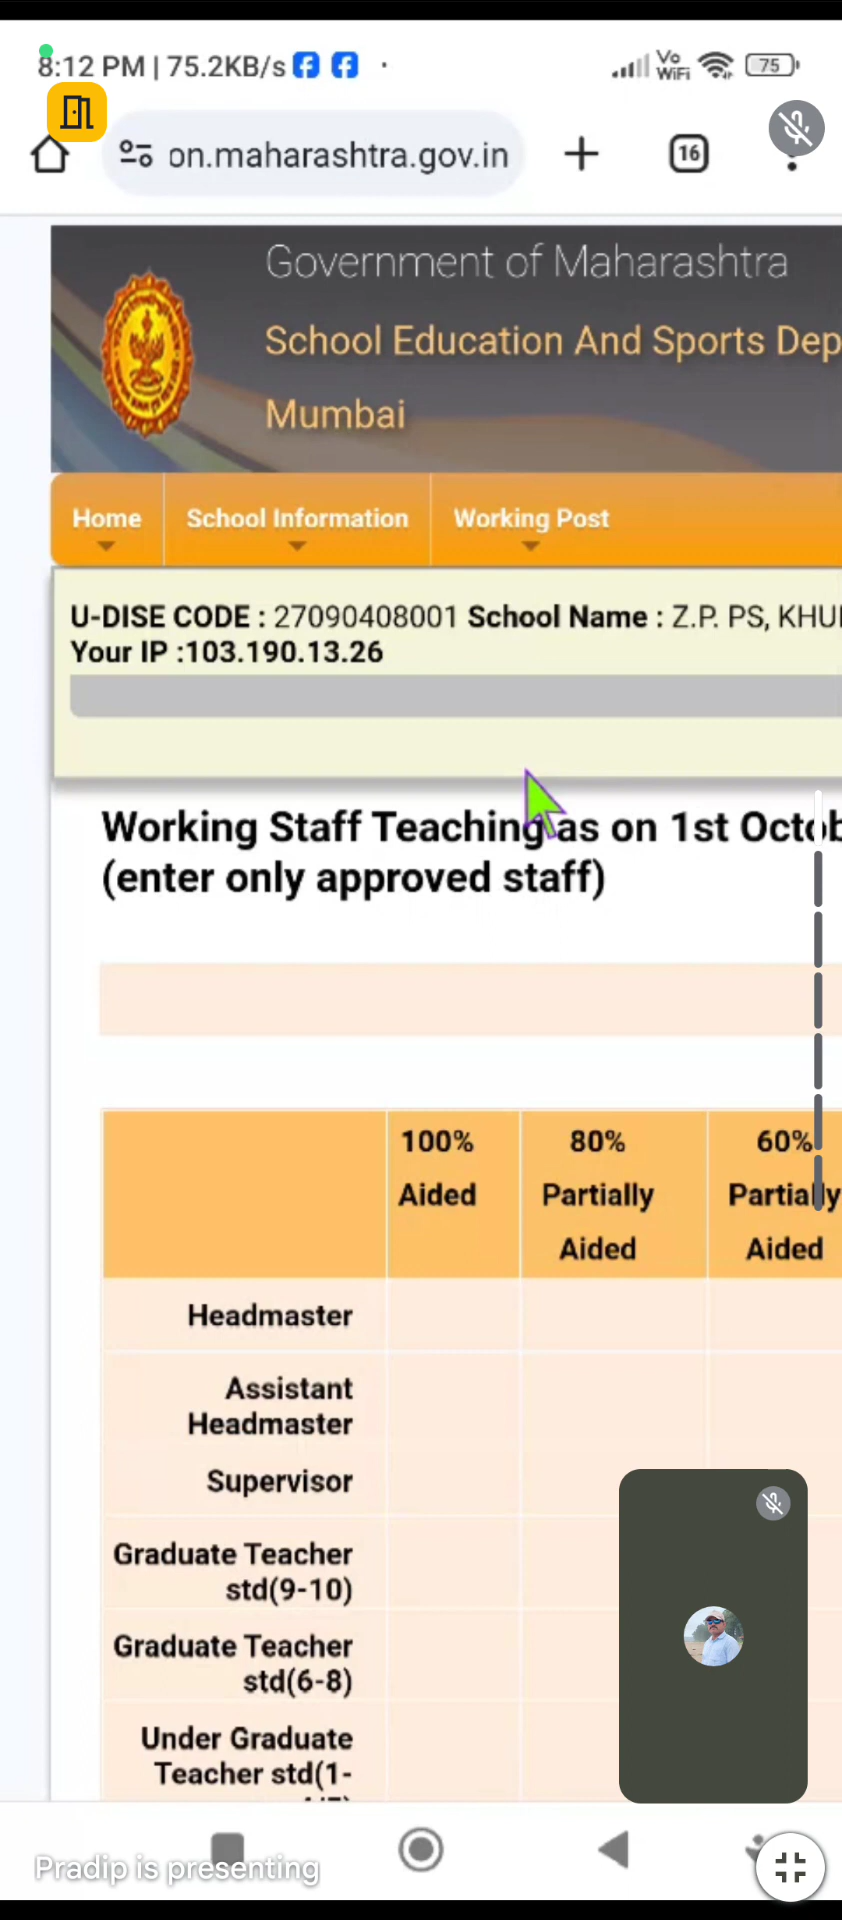 8:12 PM | 75.2KB/s
Vo WiFi
75
on.maharashtra.gov.in
16
Government of Maharashtra
School Education And Sports Dep
Mumbai
Home School Information Working Post
U-DISE CODE : 27090408001 School Name : Z.P. PS, KHU
Your IP :103.190.13.26
Working Staff Teaching as on 1st Octob
(enter only approved staff)
100% Aided
80% Partially Aided
60% Partially Aided
Headmaster
Assistant
Headmaster
Supervisor
Graduate Teacher
std(9-10)
Graduate Teacher
std(6-8)
Under Graduate
Teacher std(1-
Pradip is presenting